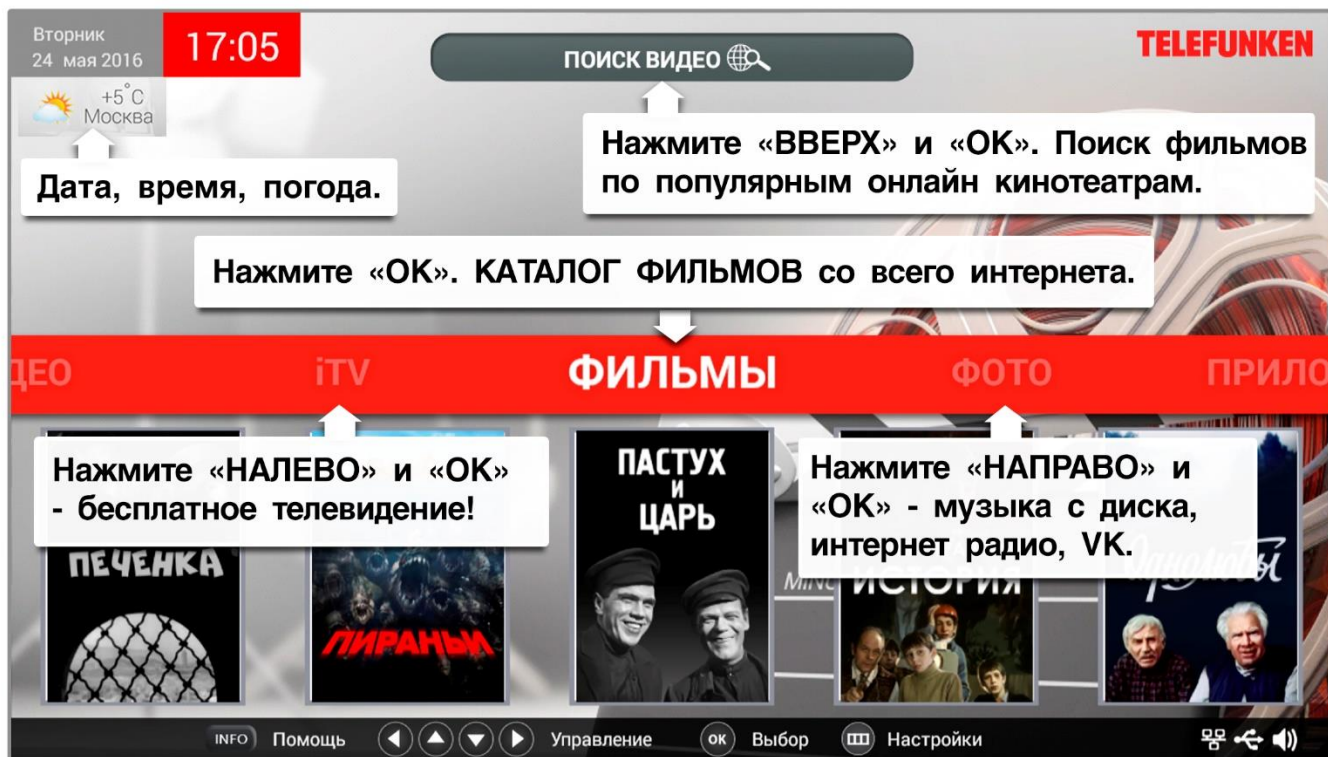 Вторник
24 мая 2016
17:05
ПОИСК ВИДЕО
TELEFUNKEN
+5°C
Москва
Дата, время, погода.
Нажмите «ВВЕРХ» и «ОК». Поиск фильмов
по популярным онлайн кинотеатрам.
Нажмите «ОК». КАТАЛОГ ФИЛЬМОВ со всего интернета.
ДЕО
iTV
ФИЛЬМЫ
ФОТО
ПРИЛО
Нажмите «НАЛЕВО» и «ОК»
- бесплатное телевидение!
Нажмите «НАПРАВО» и
«ОК» - музыка с диска,
интернет радио, VK.
ПЕЧЕНКА
ПИРАНЬИ
ПАСТУХ
И
ЦАРЬ
ИСТОРИЯ
Однолюбы
INFO Помощь
Управление
ОК Выбор
Настройки